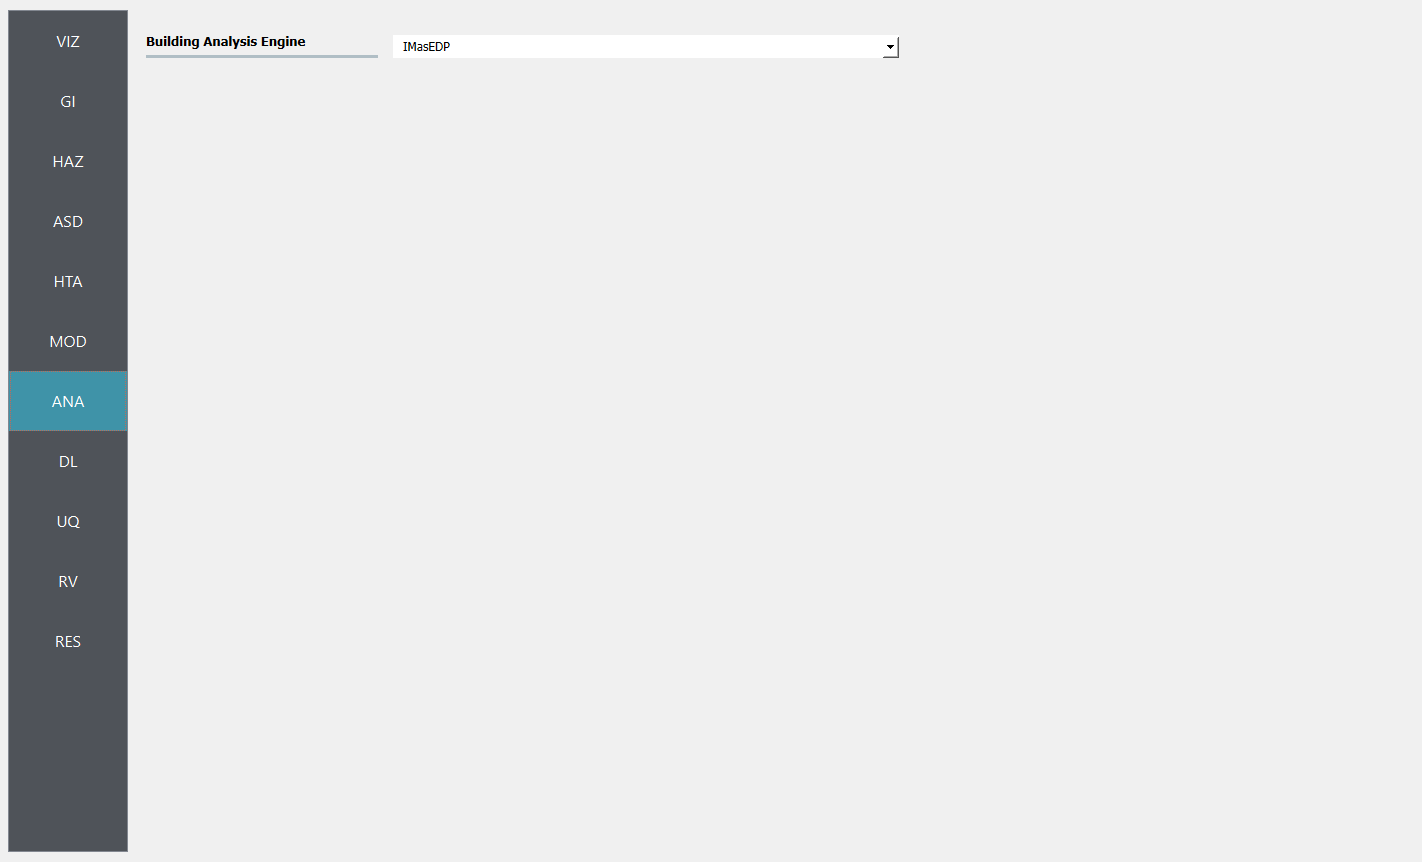 VIZ
GI
HAZ
ASD
HTA
MOD
ANA
DL
UQ
RV
RES
Building Analysis Engine
IMasEDP